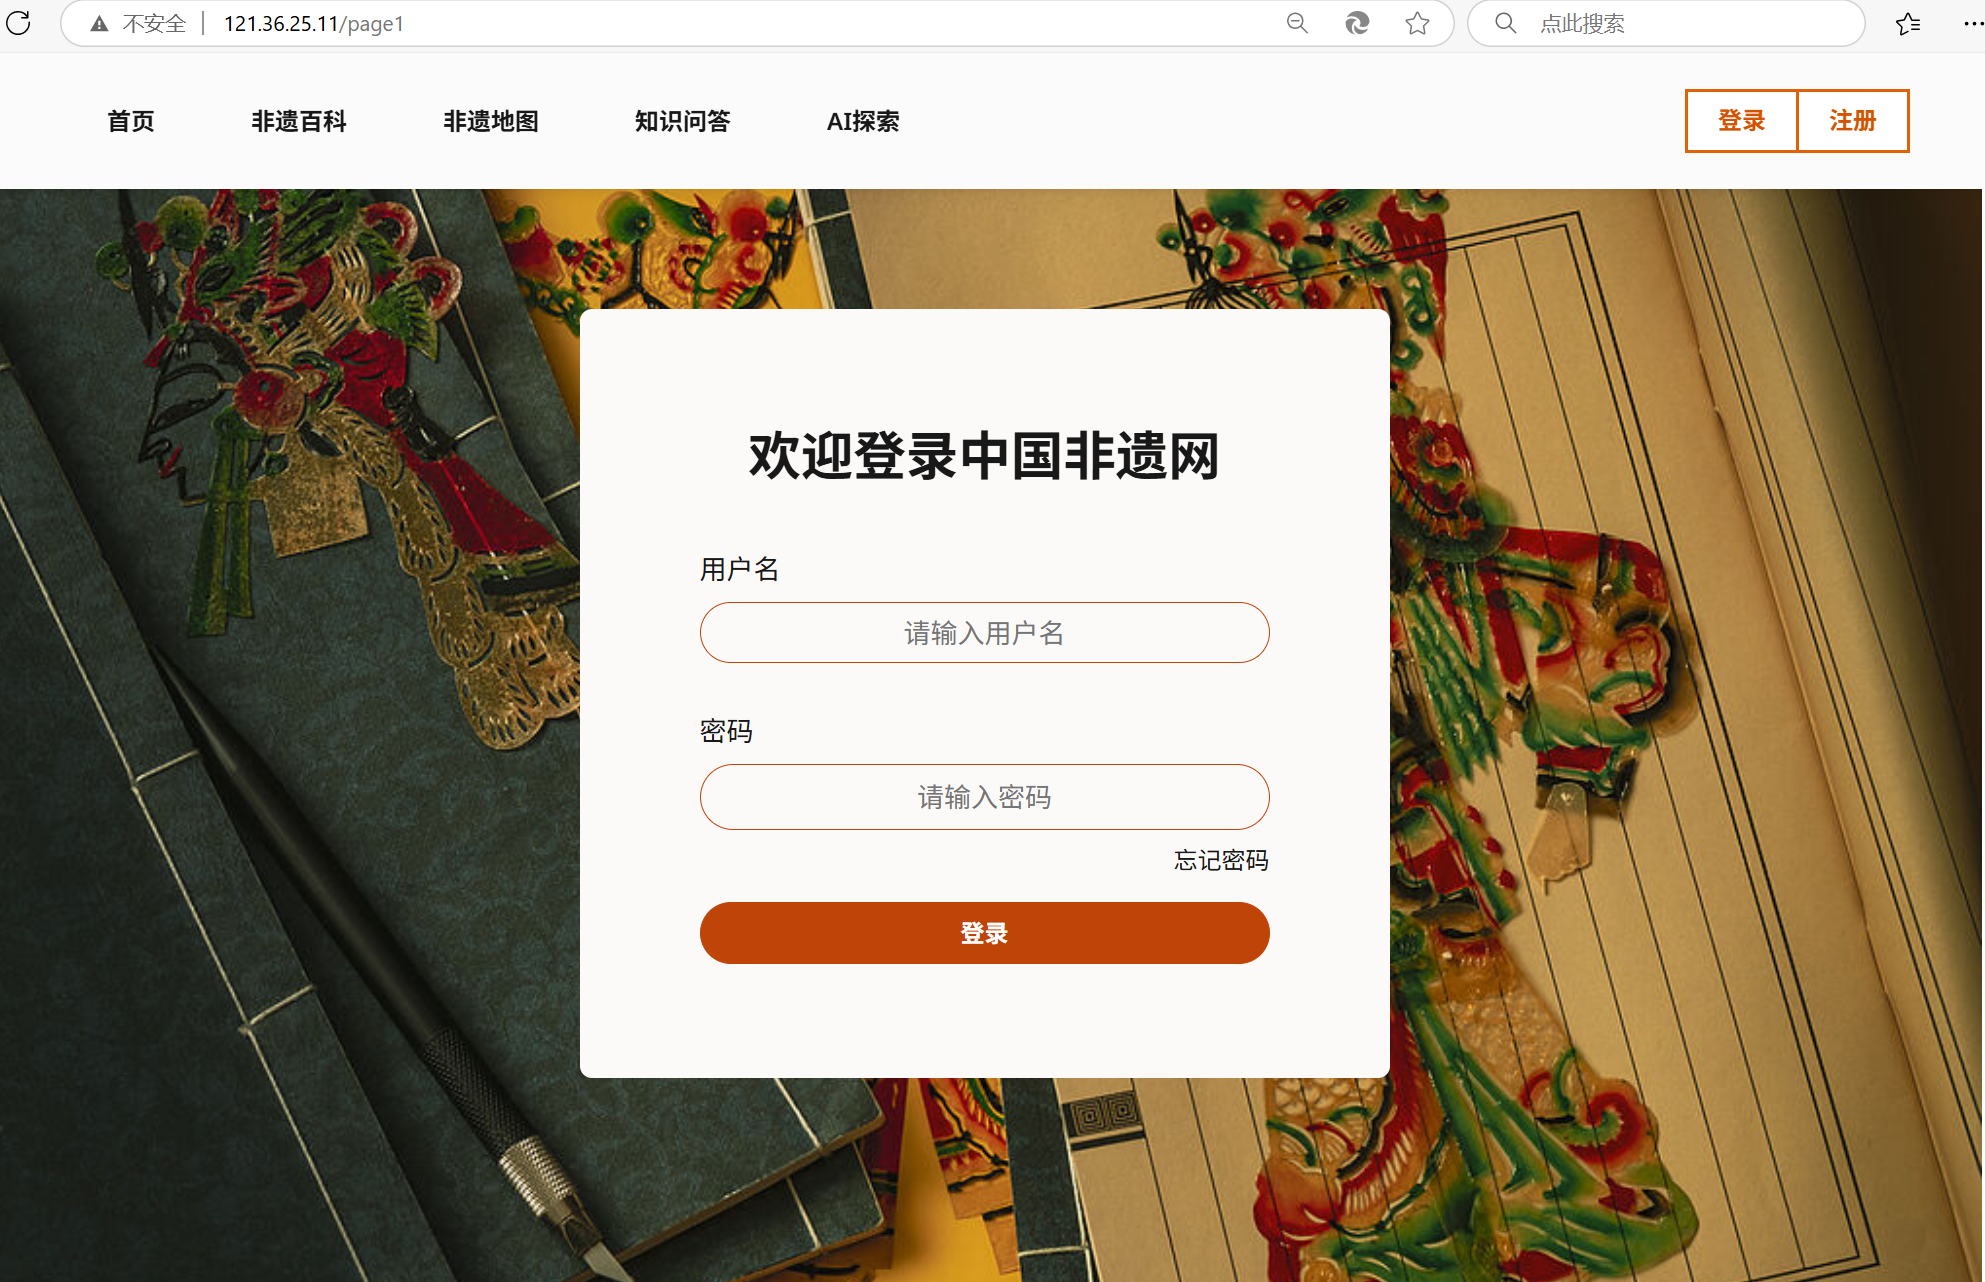 不安全 | 121.36.25.11/page1
点此搜索
首页 非遗百科 非遗地图 知识问答 AI探索 登录 注册
欢迎登录中国非遗网
用户名
请输入用户名
密码
请输入密码
忘记密码
登录